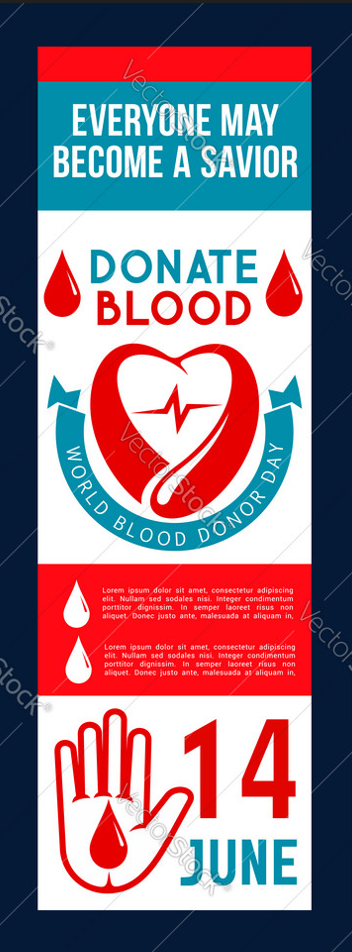 EVERYONE MAY
BECOME A SAVIOR
DONATE
BLOOD
WORLD BLOOD DONOR DAY
Lorem ipsum dolor sit amet, consectetur adipiscing
elit. Sed sodales nisi. Integer condimentum
porttitor dignissim. In semper laoreet risus non
aliquet. Donec justo ante, malesuada at aliquam in,
Lorem ipsum dolor sit amet, consectetur adipiscing
elit. Sed sodales nisi. Integer condimentum
porttitor dignissim. In semper laoreet risus non
aliquet. Donec justo ante, malesuada at aliquam in,
14
JUNE
VectorStock®